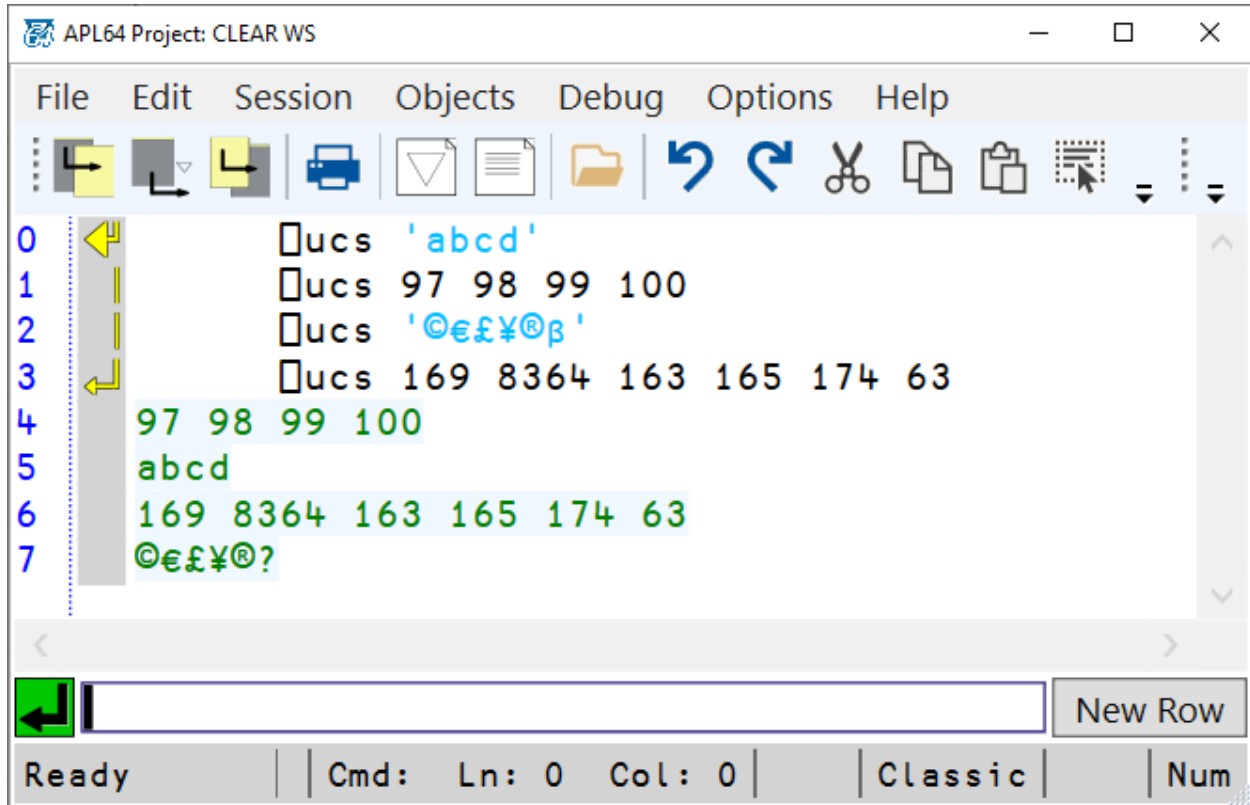 APL64 Project: CLEAR WS
File Edit Session Objects Debug Options Help
0 ⎕ucs 'abcd'
1 ⎕ucs 97 98 99 100
2 ⎕ucs '©€£¥®β'
3 ⎕ucs 169 8364 163 165 174 63
4 97 98 99 100
5 abcd
6 169 8364 163 165 174 63
7 ©€£¥®?
New Row
Ready Cmd: Ln: 0 Col: 0 Classic Num